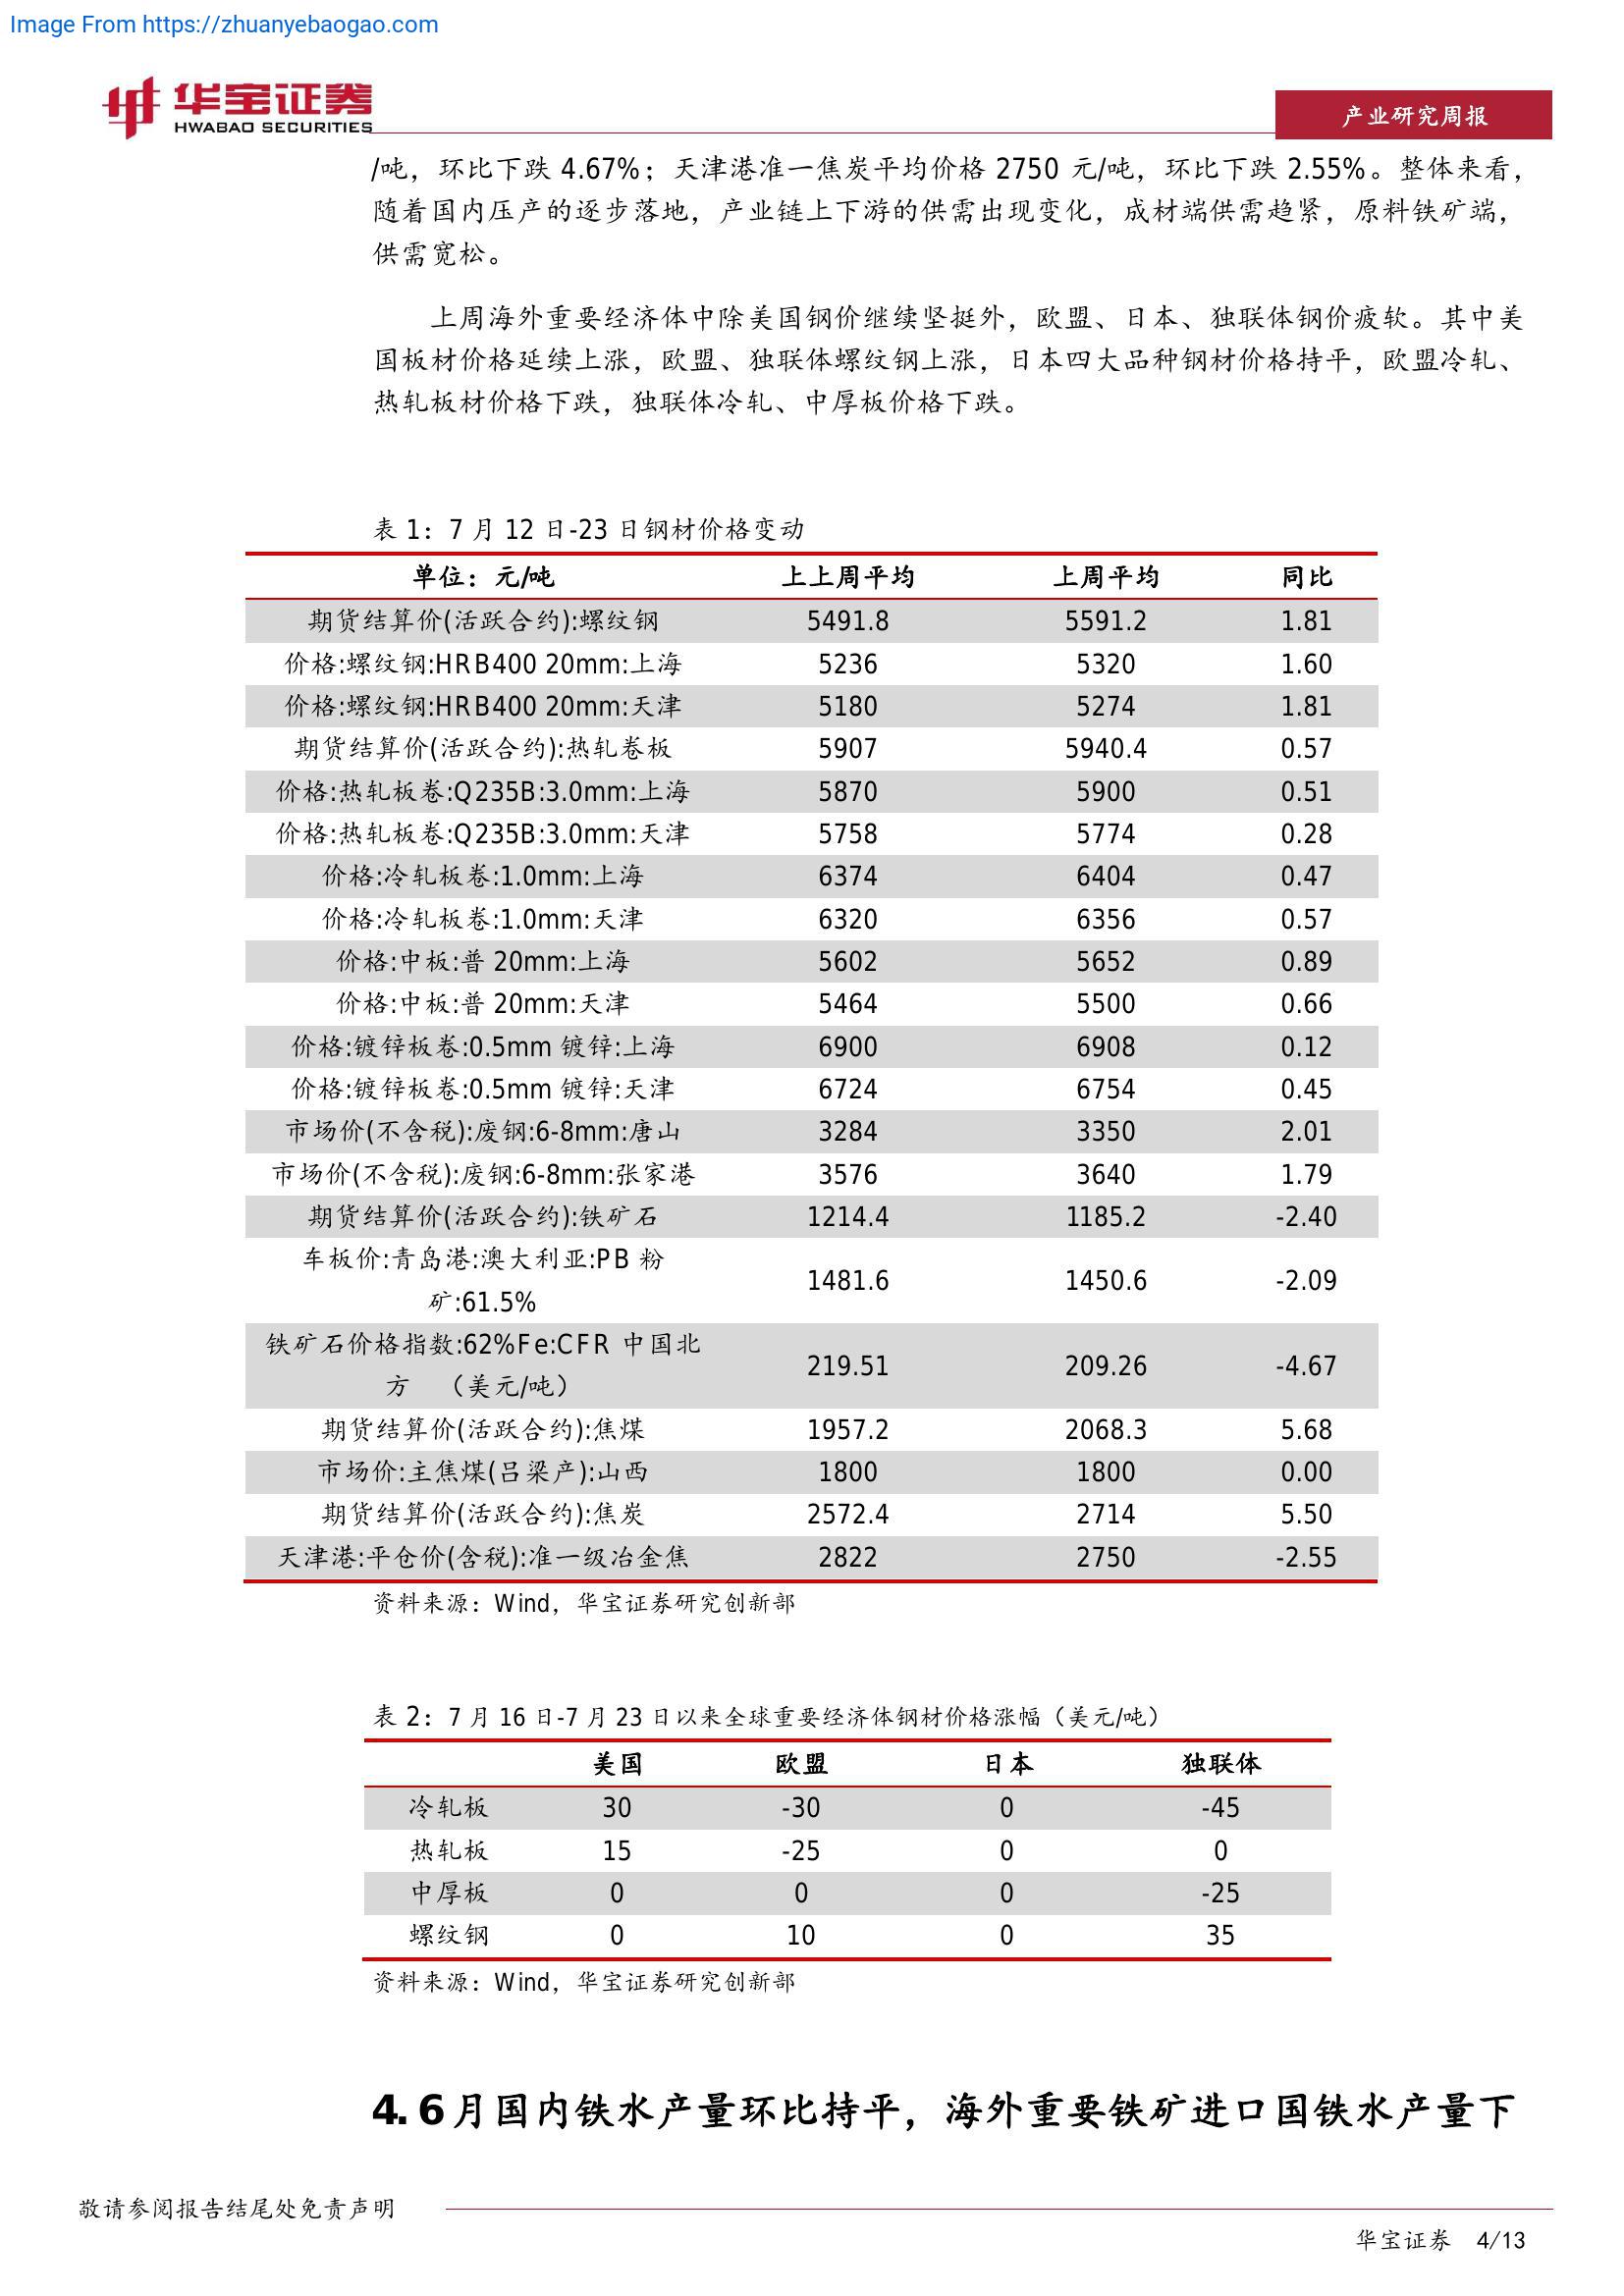 Image From https://zhuanyebaogao.com
华宝证券
HWABAO SECURITIES
产业研究周报
/吨，环比下跌 4.67%；天津港准一焦炭平均价格 2750 元/吨，环比下跌 2.55%。整体来看，
随着国内压产的逐步落地，产业链上下游的供需出现变化，成材端供需趋紧，原料铁矿端，
供需宽松。
上周海外重要经济体中除美国钢价继续坚挺外，欧盟、日本、独联体钢价疲软。其中美
国板材价格延续上涨，欧盟、独联体螺纹钢上涨，日本四大品种钢材价格持平，欧盟冷轧、
热轧板材价格下跌，独联体冷轧、中厚板价格下跌。
表 1：7 月 12 日-23 日钢材价格变动
单位：元/吨 上上周平均 上周平均 同比
期货结算价(活跃合约):螺纹钢 5491.8 5591.2 1.81
价格:螺纹钢:HRB400 20mm:上海 5236 5320 1.60
价格:螺纹钢:HRB400 20mm:天津 5180 5274 1.81
期货结算价(活跃合约):热轧卷板 5907 5940.4 0.57
价格:热轧板卷:Q235B:3.0mm:上海 5870 5900 0.51
价格:热轧板卷:Q235B:3.0mm:天津 5758 5774 0.28
价格:冷轧板卷:1.0mm:上海 6374 6404 0.47
价格:冷轧板卷:1.0mm:天津 6320 6356 0.57
价格:中板:普 20mm:上海 5602 5652 0.89
价格:中板:普 20mm:天津 5464 5500 0.66
价格:镀锌板卷:0.5mm 镀锌:上海 6900 6908 0.12
价格:镀锌板卷:0.5mm 镀锌:天津 6724 6754 0.45
市场价(不含税):废钢:6-8mm:唐山 3284 3350 2.01
市场价(不含税):废钢:6-8mm:张家港 3576 3640 1.79
期货结算价(活跃合约):铁矿石 1214.4 1185.2 -2.40
车板价:青岛港:澳大利亚:PB 粉
矿:61.5% 1481.6 1450.6 -2.09
铁矿石价格指数:62%Fe:CFR 中国北
方 （美元/吨） 219.51 209.26 -4.67
期货结算价(活跃合约):焦煤 1957.2 2068.3 5.68
市场价:主焦煤(吕梁产):山西 1800 1800 0.00
期货结算价(活跃合约):焦炭 2572.4 2714 5.50
天津港:平仓价(含税):准一级冶金焦 2822 2750 -2.55
资料来源：Wind，华宝证券研究创新部
表 2：7 月 16 日-7 月 23 日以来全球重要经济体钢材价格涨幅（美元/吨）
美国 欧盟 日本 独联体
冷轧板 30 -30 0 -45
热轧板 15 -25 0 0
中厚板 0 0 0 -25
螺纹钢 0 10 0 35
资料来源：Wind，华宝证券研究创新部
4. 6月国内铁水产量环比持平，海外重要铁矿进口国铁水产量下
敬请参阅报告结尾处免责声明
华宝证券 4/13